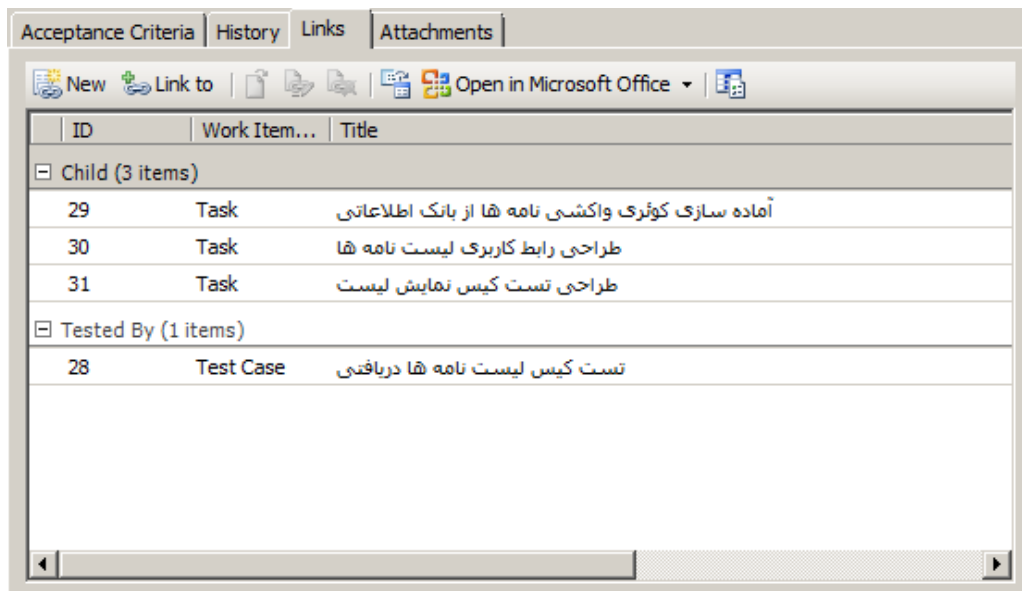 Acceptance Criteria History Links Attachments
New Link to Open in Microsoft Office
ID Work Item... Title
Child (3 items)
29 Task آماده سازی کوئری واکشی نامه ها از بانک اطلاعاتی
30 Task طراحی رابط کاربری لیست نامه ها
31 Task طراحی تست کیس نمایش لیست
Tested By (1 items)
28 Test Case تست کیس لیست نامه ها دریافتی